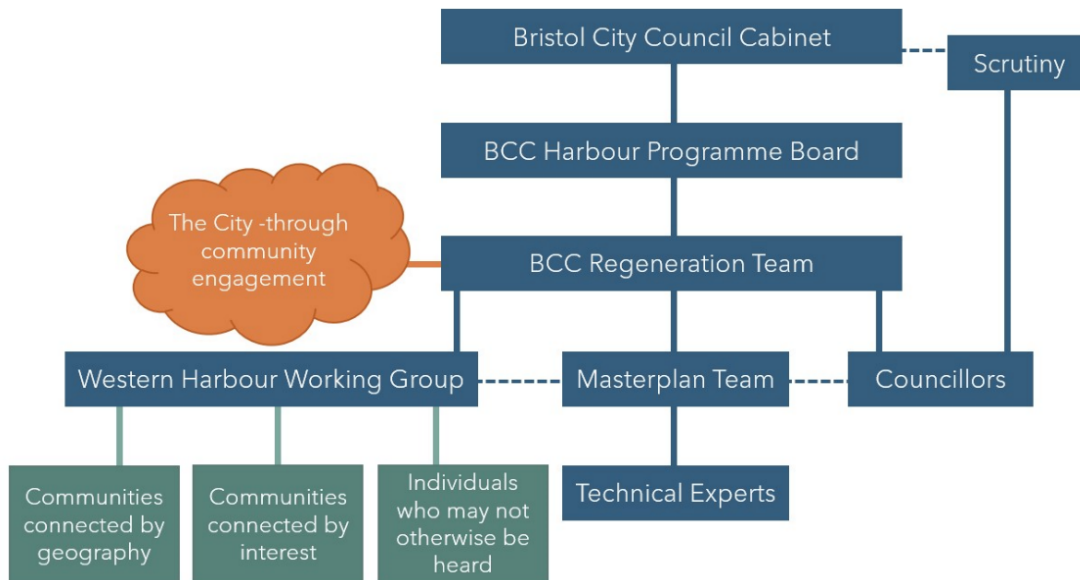 Bristol City Council Cabinet
Scrutiny
BCC Harbour Programme Board
The City -through
community
engagement
BCC Regeneration Team
Western Harbour Working Group
Masterplan Team
Councillors
Communities
connected by
geography
Communities
connected by
interest
Individuals
who may not
otherwise be
heard
Technical Experts